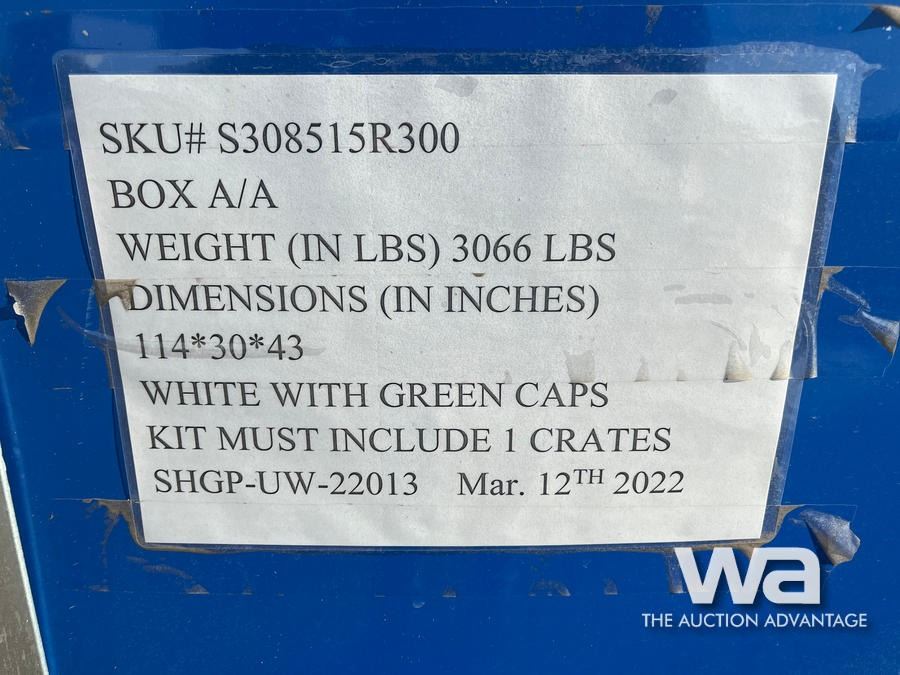 SKU# S308515R300
BOX A/A
WEIGHT (IN LBS) 3066 LBS
DIMENSIONS (IN INCHES)
114*30*43
WHITE WITH GREEN CAPS
KIT MUST INCLUDE 1 CRATES
SHGP-UW-22013 Mar. 12TH 2022
wa
THE AUCTION ADVANTAGE